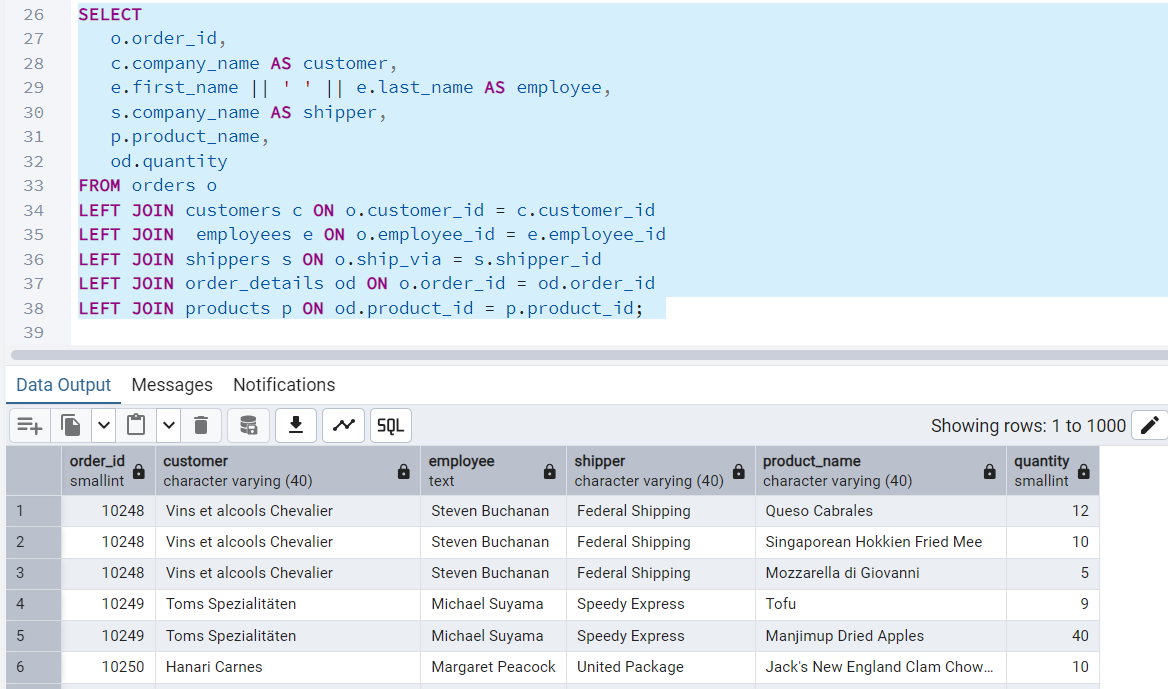 26 SELECT
27 o.order_id,
28 c.company_name AS customer,
29 e.first_name || ' ' || e.last_name AS employee,
30 s.company_name AS shipper,
31 p.product_name,
32 od.quantity
33 FROM orders o
34 LEFT JOIN customers c ON o.customer_id = c.customer_id
35 LEFT JOIN  employees e ON o.employee_id = e.employee_id
36 LEFT JOIN shippers s ON o.ship_via = s.shipper_id
37 LEFT JOIN order_details od ON o.order_id = od.order_id
38 LEFT JOIN products p ON od.product_id = p.product_id;
39
Data Output Messages Notifications
SQL Showing rows: 1 to 1000
order_id customer employee shipper product_name quantity
smallint character varying (40) text character varying (40) character varying (40) smallint
1 10248 Vins et alcools Chevalier Steven Buchanan Federal Shipping Queso Cabrales 12
2 10248 Vins et alcools Chevalier Steven Buchanan Federal Shipping Singaporean Hokkien Fried Mee 10
3 10248 Vins et alcools Chevalier Steven Buchanan Federal Shipping Mozzarella di Giovanni 5
4 10249 Toms Spezialitäten Michael Suyama Speedy Express Tofu 9
5 10249 Toms Spezialitäten Michael Suyama Speedy Express Manjimup Dried Apples 40
6 10250 Hanari Carnes Margaret Peacock United Package Jack's New England Clam Chow... 10